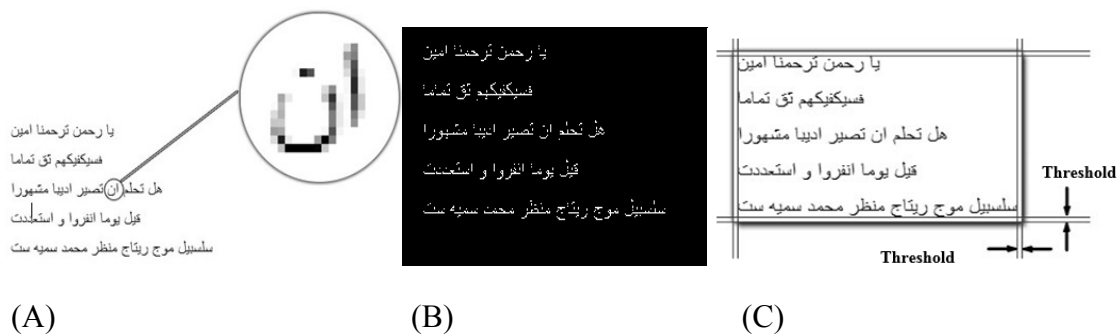 يا رحمن ترحمنا امين
فسيكفيكهم ثق تماما
هل تحلم ان تصير اديبا مشهورا
قيل يوما انفروا و استعددت
سلسبيل موج ريتاج منظر محمد سميه ست
ان
(A)
يا رحمن ترحمنا امين
فسيكفيكهم ثق تماما
هل تحلم ان تصير اديبا مشهورا
قيل يوما انفروا و استعددت
سلسبيل موج ريتاج منظر محمد سميه ست
(B)
يا رحمن ترحمنا امين
فسيكفيكهم ثق تماما
هل تحلم ان تصير اديبا مشهورا
قيل يوما انفروا و استعددت
سلسبيل موج ريتاج منظر محمد سميه ست
Threshold
Threshold
(C)